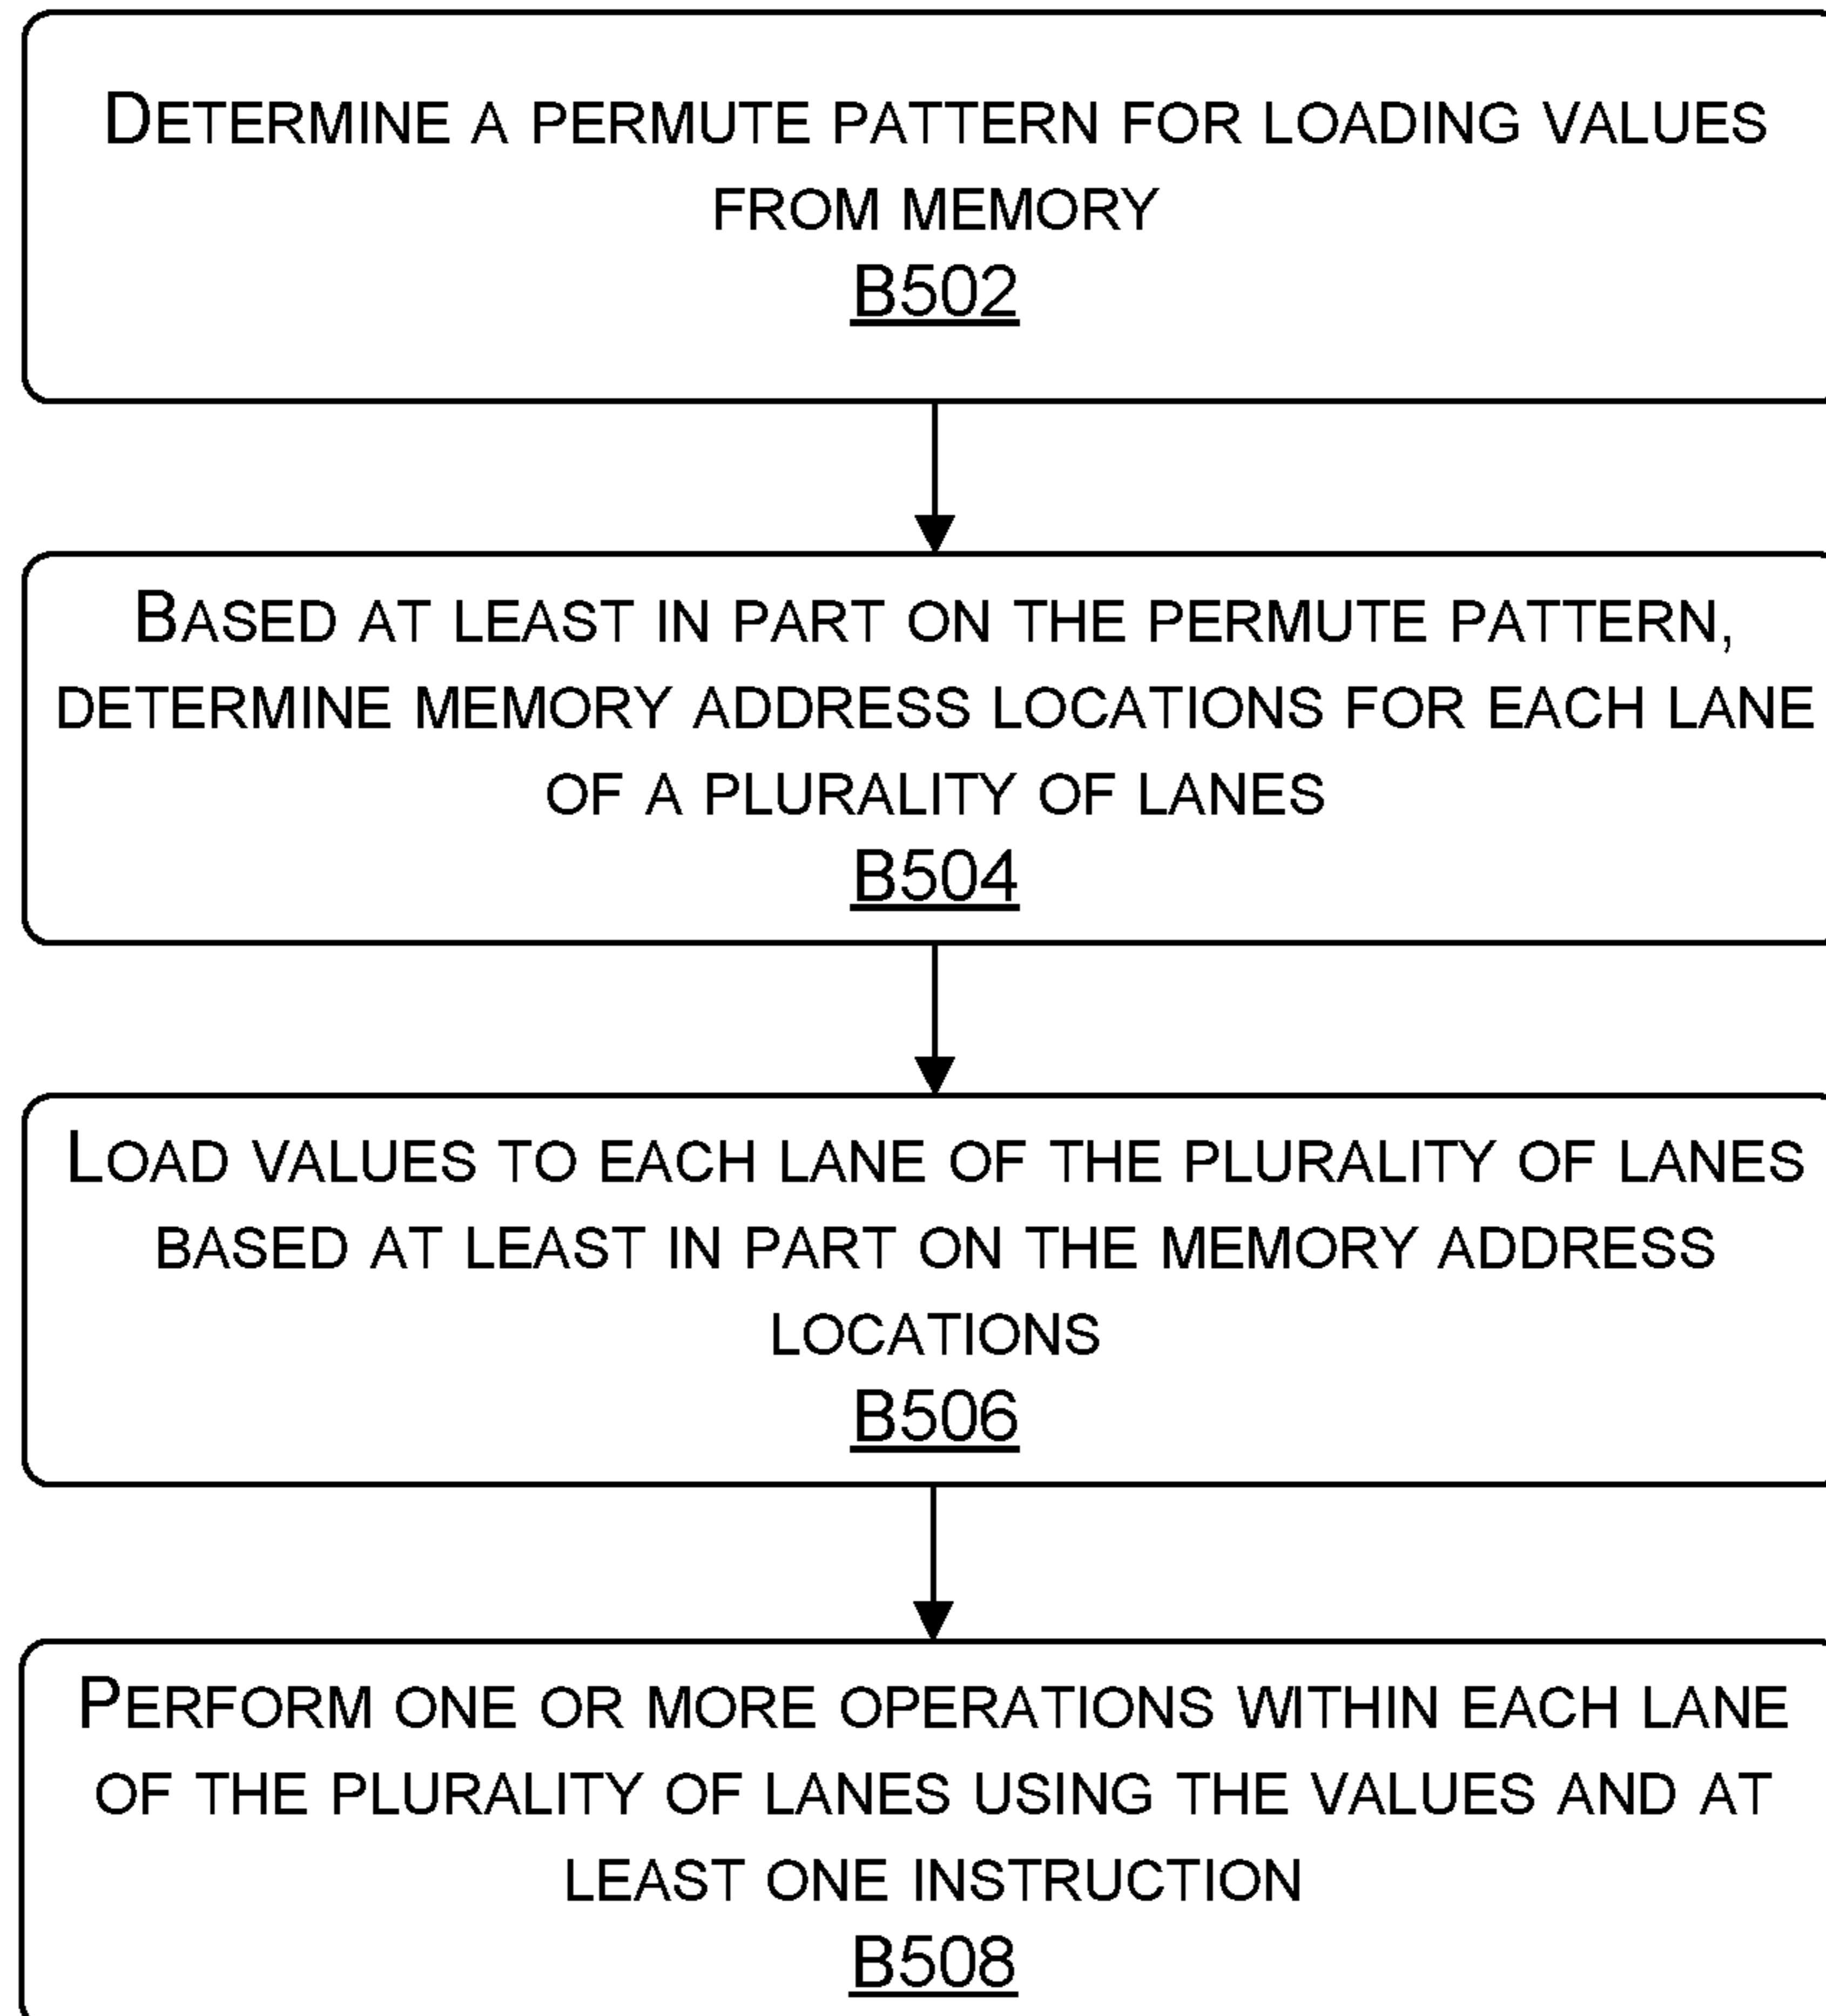 DETERMINE A PERMUTE PATTERN FOR LOADING VALUES
FROM MEMORY
B502
BASED AT LEAST IN PART ON THE PERMUTE PATTERN,
DETERMINE MEMORY ADDRESS LOCATIONS FOR EACH LANE
OF A PLURALITY OF LANES
B504
LOAD VALUES TO EACH LANE OF THE PLURALITY OF LANES
BASED AT LEAST IN PART ON THE MEMORY ADDRESS
LOCATIONS
B506
PERFORM ONE OR MORE OPERATIONS WITHIN EACH LANE
OF THE PLURALITY OF LANES USING THE VALUES AND AT
LEAST ONE INSTRUCTION
B508